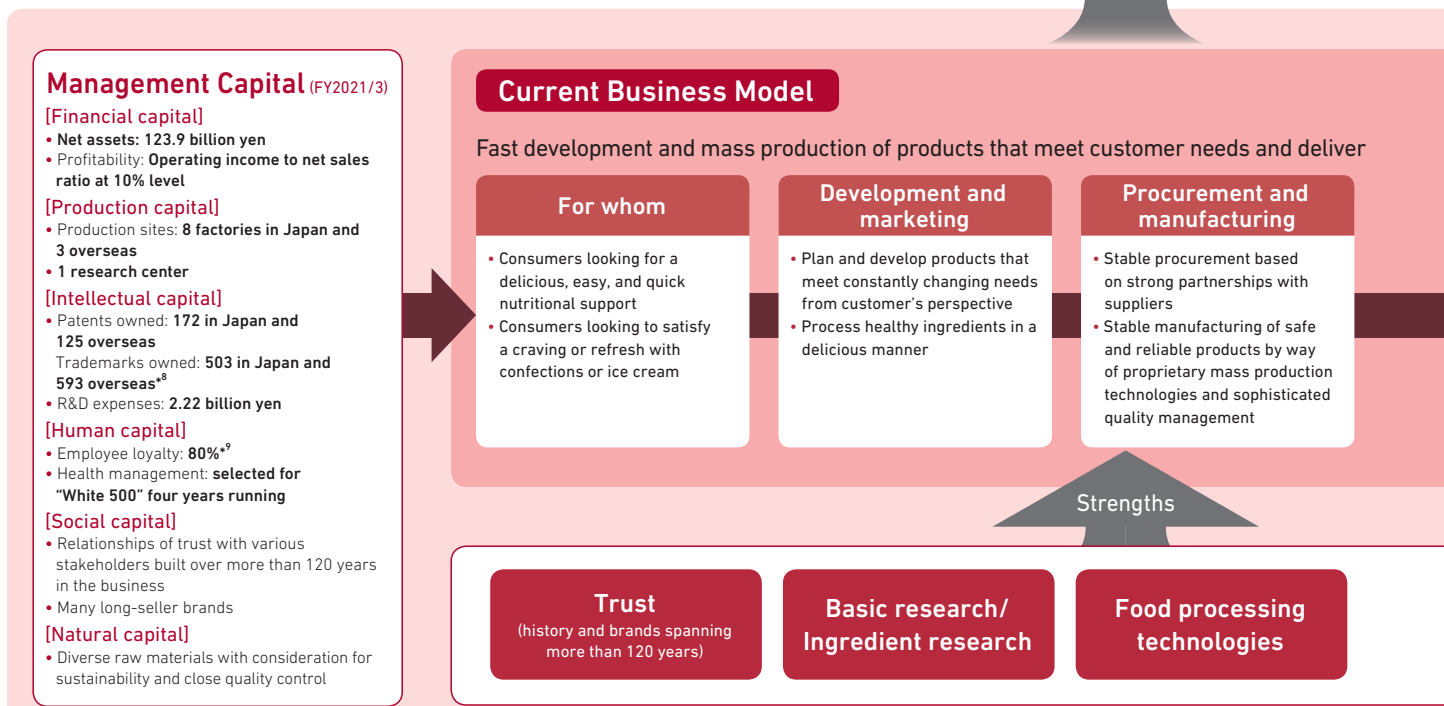 Management Capital (FY2021/3)
[Financial capital]
• Net assets: 123.9 billion yen
• Profitability: Operating income to net sales
ratio at 10% level
[Production capital]
• Production sites: 8 factories in Japan and
3 overseas
• 1 research center
[Intellectual capital]
• Patents owned: 172 in Japan and
125 overseas
Trademarks owned: 503 in Japan and
593 overseas*8
• R&D expenses: 2.22 billion yen
[Human capital]
• Employee loyalty: 80%*9
• Health management: selected for
"White 500" four years running
[Social capital]
• Relationships of trust with various
stakeholders built over more than 120 years
in the business
• Many long-seller brands
[Natural capital]
• Diverse raw materials with consideration for
sustainability and close quality control
Current Business Model
Fast development and mass production of products that meet customer needs and deliver
For whom
• Consumers looking for a
delicious, easy, and quick
nutritional support
• Consumers looking to satisfy
a craving or refresh with
confections or ice cream
Development and
marketing
• Plan and develop products that
meet constantly changing needs
from customer's perspective
• Process healthy ingredients in a
delicious manner
Procurement and
manufacturing
• Stable procurement based
on strong partnerships with
suppliers
• Stable manufacturing of safe
and reliable products by way
of proprietary mass production
technologies and sophisticated
quality management
Strengths
Trust
(history and brands spanning
more than 120 years)
Basic research/
Ingredient research
Food processing
technologies